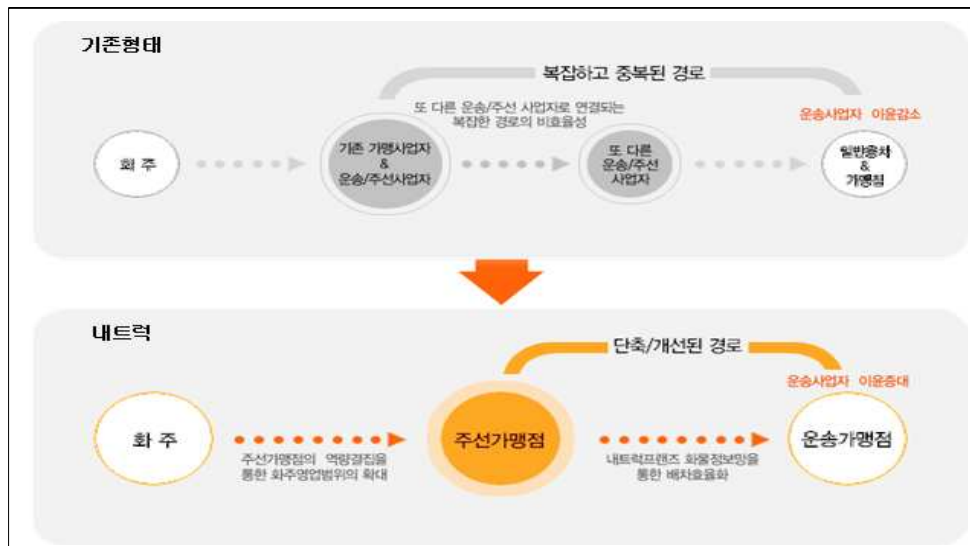 기존형태
복잡하고 중복된 경로
또 다른 운송/주선 사업자로 연결되는
복잡한 경로의 비효율성
운송사업자 이윤감소
화 주
기존 가맹사업자
&
운송/주선사업자
또 다른
운송/주선
사업자
일반용차
&
가맹점
내트럭
단축/개선된 경로
운송사업자 이윤증대
화 주
주선가맹점
운송가맹점
주선가맹점의 역량결집을
통한 화주영업범위의 확대
내트럭프랜즈 화물정보망을
통한 배차효율화